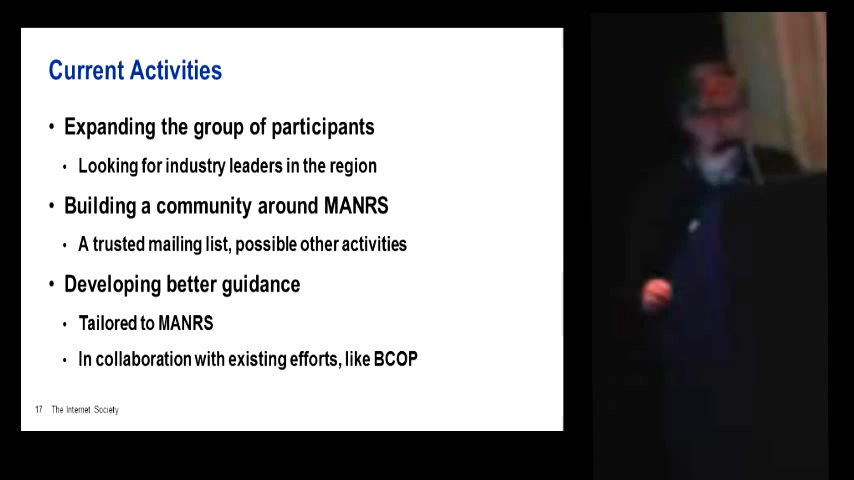 Current Activities
• Expanding the group of participants
• Looking for industry leaders in the region
• Building a community around MANRS
• A trusted mailing list, possible other activities
• Developing better guidance
• Tailored to MANRS
• In collaboration with existing efforts, like BCOP
17 The Internet Society